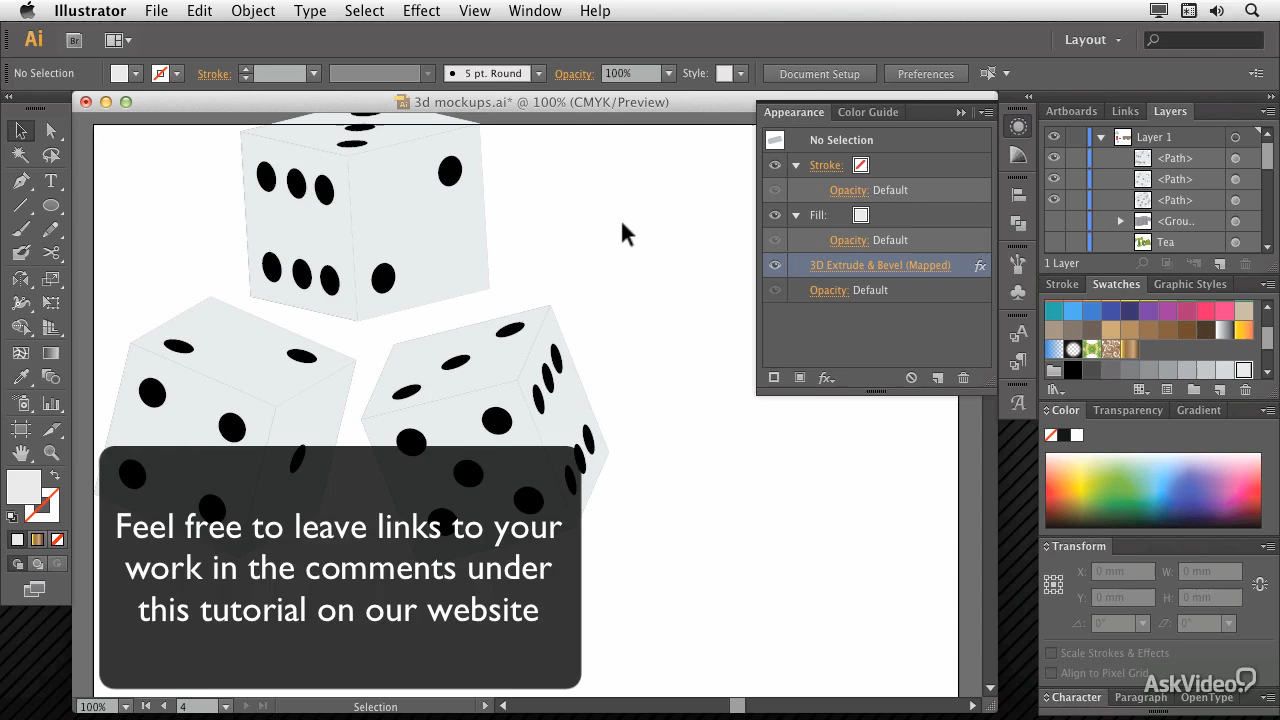 Illustrator File Edit Object Type Select Effect View Window Help
Ai Br Layout
No Selection Stroke: 5 pt. Round Opacity: 100% Style: Document Setup Preferences
3d mockups.ai* @ 100% (CMYK/Preview)
Appearance Color Guide
No Selection
Stroke:
Opacity: Default
Fill:
Opacity: Default
3D Extrude & Bevel (Mapped) fx
Opacity: Default
fx
Artboards Links Layers
Layer 1
<Path>
<Path>
<Path>
<Grou..
Tea
1 Layer
Stroke Swatches Graphic Styles
Color Transparency Gradient
Transform
X: 0 mm W: 0 mm
Y: 0 mm H: 0 mm
0° 0°
Scale Strokes & Effects
Align to Pixel Grid
Character Paragraph OpenType
AskVideo
Feel free to leave links to your
work in the comments under
this tutorial on our website
100% 4 Selection